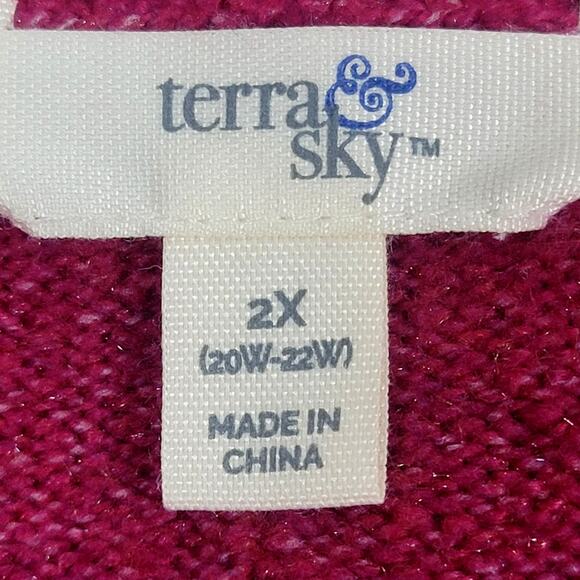 terra &
sky™
2X
(20W-22W)
MADE IN
CHINA